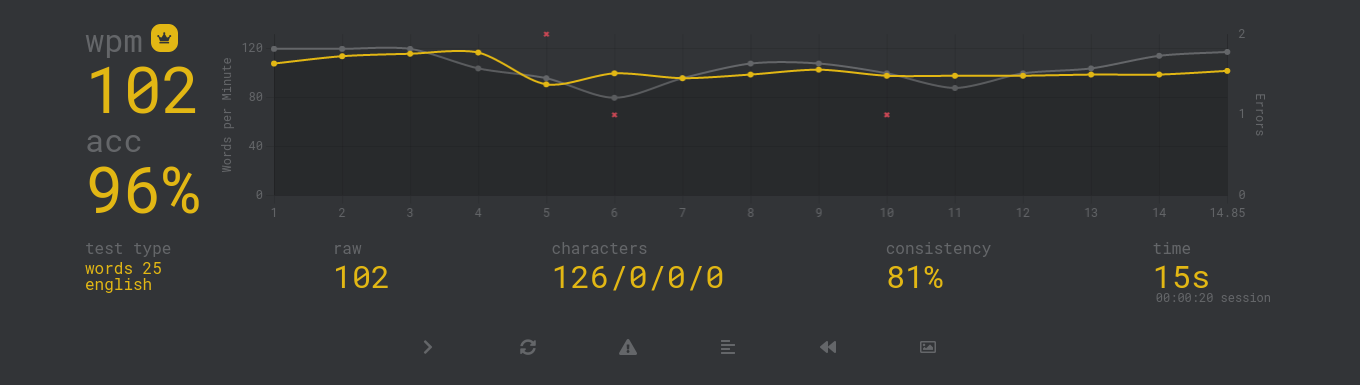 wpm
102
acc
96%
Words per Minute
120
80
40
0
1 2 3 4 5 6 7 8 9 10 11 12 13 14 14.85
2
1
0
Errors
test type
words 25
english
raw
102
characters
126/0/0/0
consistency
81%
time
15s
00:00:20 session